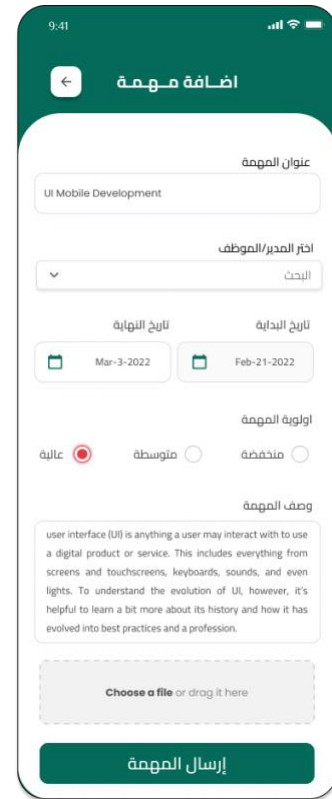 9:41
اضــافة مــهـمـة
عنوان المهمة
UI Mobile Development
اختر المدير/الموظف
البحث
تاريخ البداية
تاريخ النهاية
Feb-21-2022
Mar-3-2022
اولوية المهمة
منخفضة
متوسطة
عالية
وصف المهمة
user interface (UI) is anything a user may interact with to use
a digital product or service. This includes everything from
screens and touchscreens, keyboards, sounds, and even
lights. To understand the evolution of UI, however, it's
helpful to learn a bit more about its history and how it has
evolved into best practices and a profession.
Choose a file or drag it here
إرسال المهمة